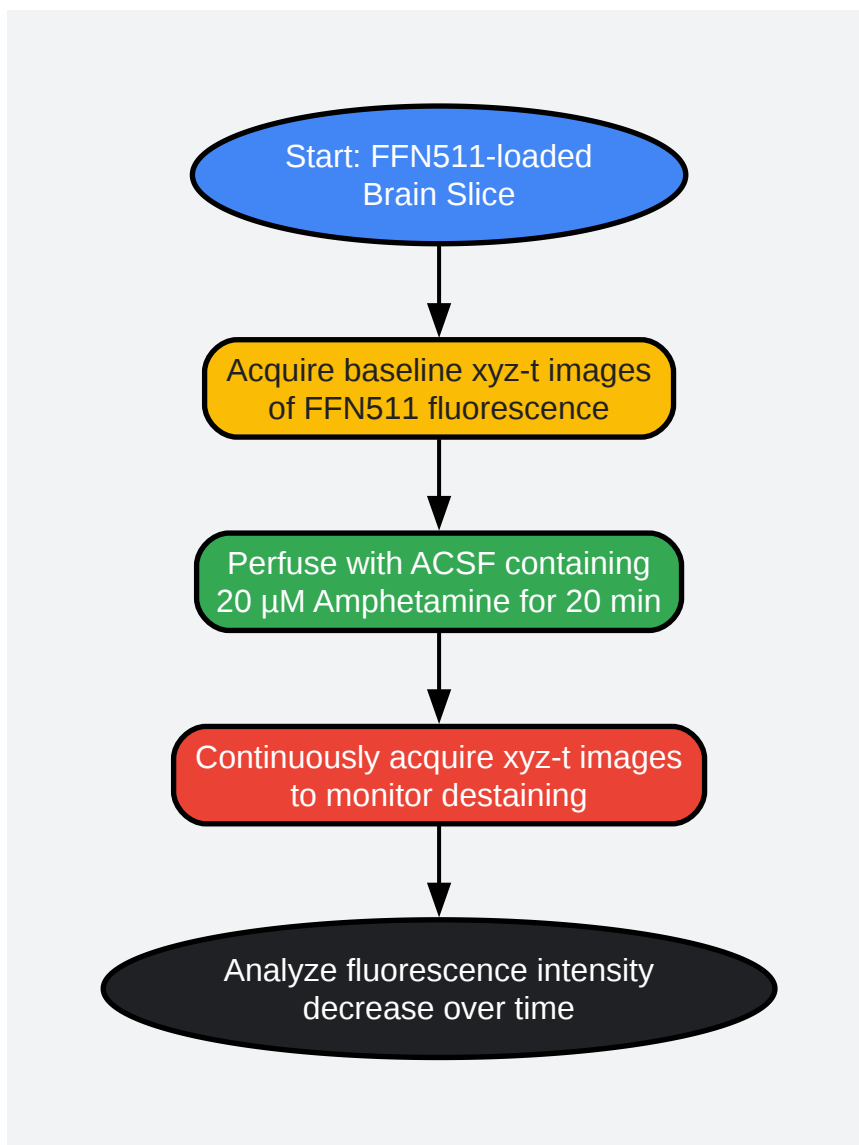 Start: FFN511-loaded
Brain Slice
Acquire baseline xyz-t images
of FFN511 fluorescence
Perfuse with ACSF containing
20 µM Amphetamine for 20 min
Continuously acquire xyz-t images
to monitor destaining
Analyze fluorescence intensity
decrease over time